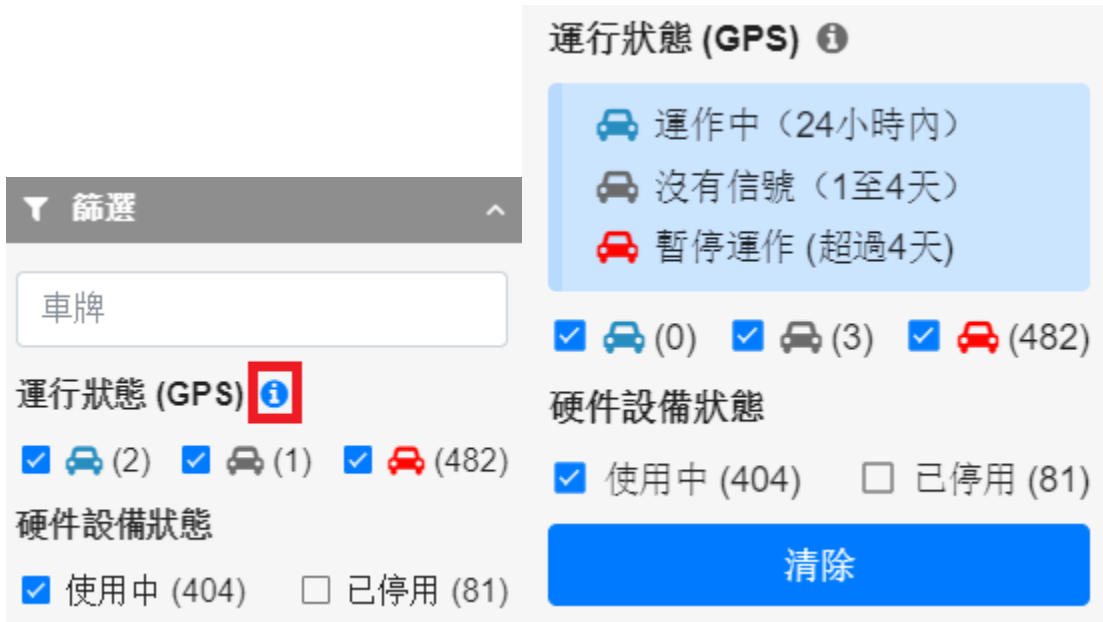 篩選
車牌
運行狀態 (GPS)
(2) (1) (482)
硬件設備狀態
使用中 (404) 已停用 (81)
運行狀態 (GPS)
運作中（24小時內）
沒有信號（1至4天）
暫停運作 (超過4天)
(0) (3) (482)
硬件設備狀態
使用中 (404) 已停用 (81)
清除